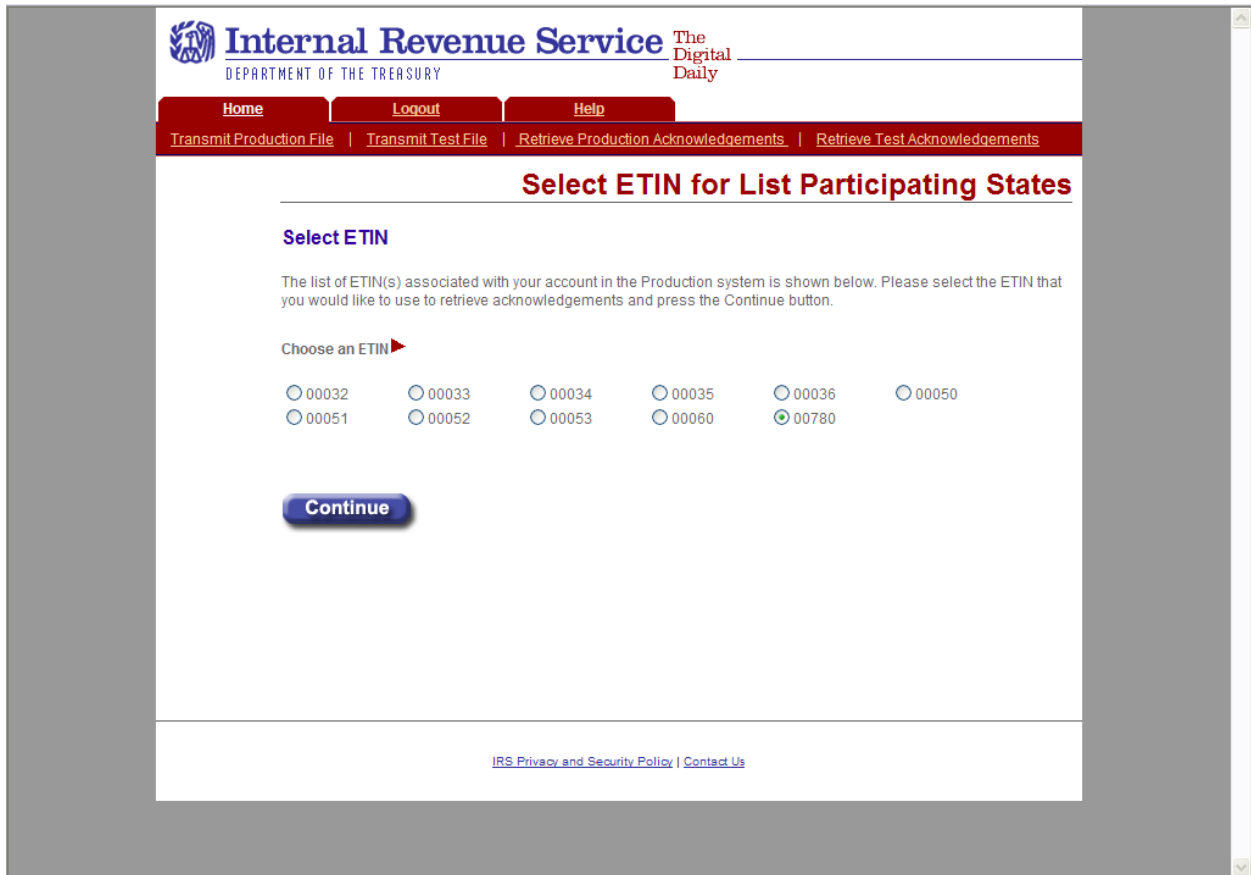 Internal Revenue Service
The
Digital
Daily
DEPARTMENT OF THE TREASURY
Home Logout Help
Transmit Production File | Transmit Test File | Retrieve Production Acknowledgements | Retrieve Test Acknowledgements
Select ETIN for List Participating States
Select ETIN
The list of ETIN(s) associated with your account in the Production system is shown below. Please select the ETIN that
you would like to use to retrieve acknowledgements and press the Continue button.
Choose an ETIN
00032 00033 00034 00035 00036 00050
00051 00052 00053 00060 00780
Continue
IRS Privacy and Security Policy | Contact Us